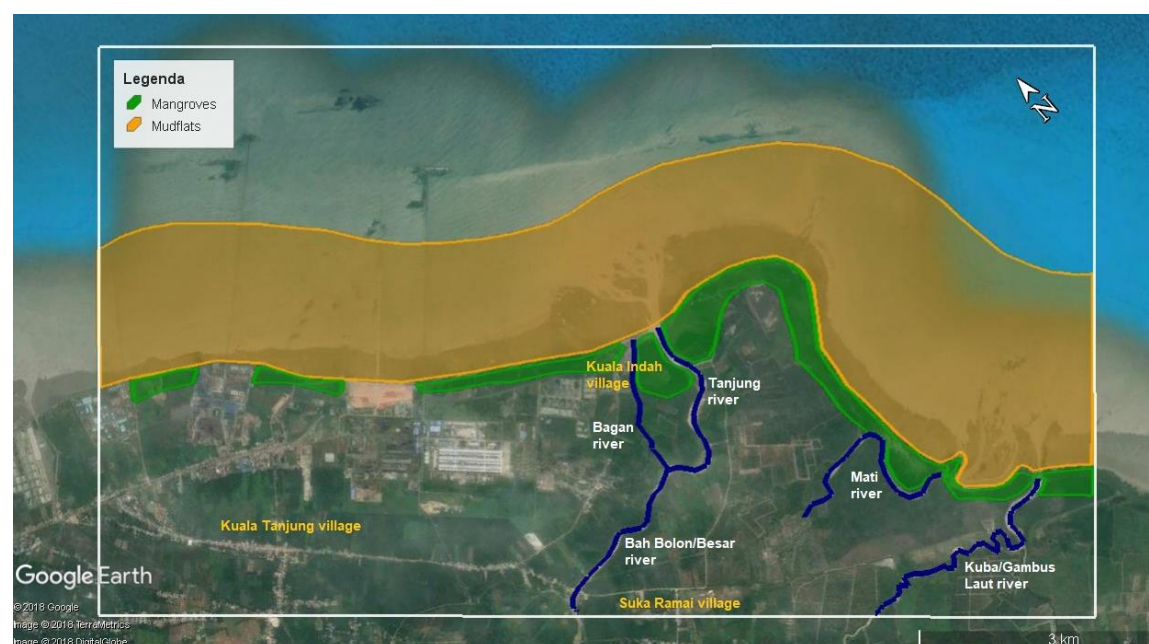 Legenda
Mangroves
Mudflats
N
Kuala Indah
village
Tanjung
river
Bagan
river
Mati
river
Kuala Tanjung village
Bah Bolon/Besar
river
Kuba/Gambus
Laut river
Suka Ramai village
Google Earth
© 2018 Google
Image © 2018 TerraMetrics
Image © 2018 DigitalGlobe
3 km